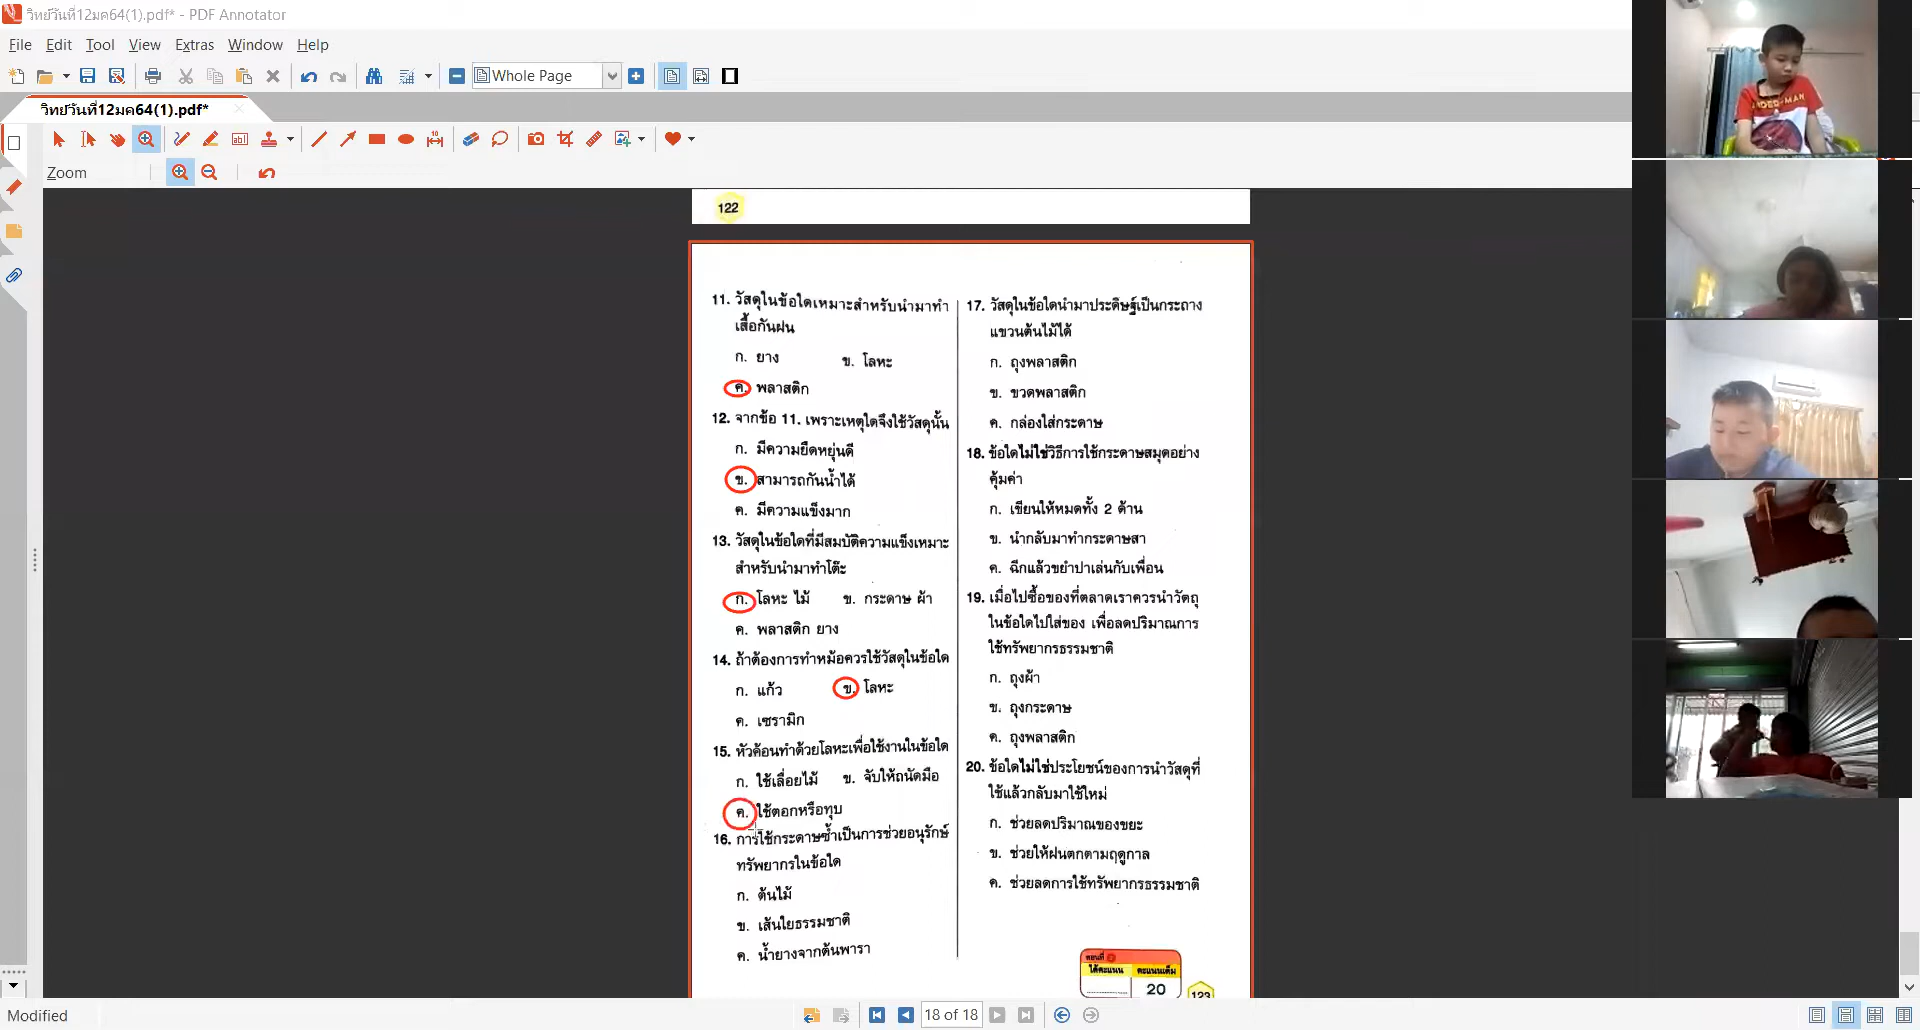 วิทย์วันที่12มค64(1).pdf* - PDF Annotator
File Edit Tool View Extras Window Help
Whole Page
วิทย์วันที่12มค64(1).pdf*
Zoom
122
11. วัสดุในข้อใดเหมาะสำหรับนำมาทำ
เสื้อกันฝน
ก. ยาง ข. โลหะ
ค. พลาสติก
12. จากข้อ 11. เพราะเหตุใดจึงใช้วัสดุนั้น
ก. มีความยืดหยุ่นดี
ข. สามารถกันน้ำได้
ค. มีความแข็งมาก
13. วัสดุในข้อใดที่มีสมบัติความแข็งเหมาะ
สำหรับนำมาทำโต๊ะ
ก. โลหะ ไม้ ข. กระดาษ ผ้า
ค. พลาสติก ยาง
14. ถ้าต้องการทำหม้อควรใช้วัสดุในข้อใด
ก. แก้ว ข. โลหะ
ค. เซรามิก
15. หัวค้อนทำด้วยโลหะเพื่อใช้งานในข้อใด
ก. ใช้เลื่อยไม้ ข. จับให้ถนัดมือ
ค. ใช้ตอกหรือทุบ
16. การใช้กระดาษซ้ำเป็นการช่วยอนุรักษ์
ทรัพยากรในข้อใด
ก. ต้นไม้
ข. เส้นใยธรรมชาติ
ค. น้ำยางจากต้นพารา
17. วัสดุในข้อใดนำมาประดิษฐ์เป็นกระถาง
แขวนต้นไม้ได้
ก. ถุงพลาสติก
ข. ขวดพลาสติก
ค. กล่องใส่กระดาษ
18. ข้อใดไม่ใช่วิธีการใช้กระดาษสมุดอย่าง
คุ้มค่า
ก. เขียนให้หมดทั้ง 2 ด้าน
ข. นำกลับมาทำกระดาษสา
ค. ฉีกแล้วขยำปาเล่นกับเพื่อน
19. เมื่อไปซื้อของที่ตลาดเราควรนำวัตถุ
ในข้อใดไปใส่ของ เพื่อลดปริมาณการ
ใช้ทรัพยากรธรรมชาติ
ก. ถุงผ้า
ข. ถุงกระดาษ
ค. ถุงพลาสติก
20. ข้อใดไม่ใช่ประโยชน์ของการนำวัสดุที่
ใช้แล้วกลับมาใช้ใหม่
ก. ช่วยลดปริมาณของขยะ
ข. ช่วยให้ฝนตกตามฤดูกาล
ค. ช่วยลดการใช้ทรัพยากรธรรมชาติ
ตอนที่
ได้คะแนน คะแนนเต็ม
20
123
Modified
18 of 18